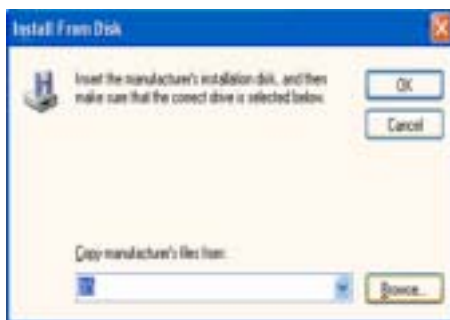 Install From Disk
Insert the manufacturer's installation disk, and then
make sure that the correct drive is selected below.
OK
Cancel
Copy manufacturer's files from:
Browse...